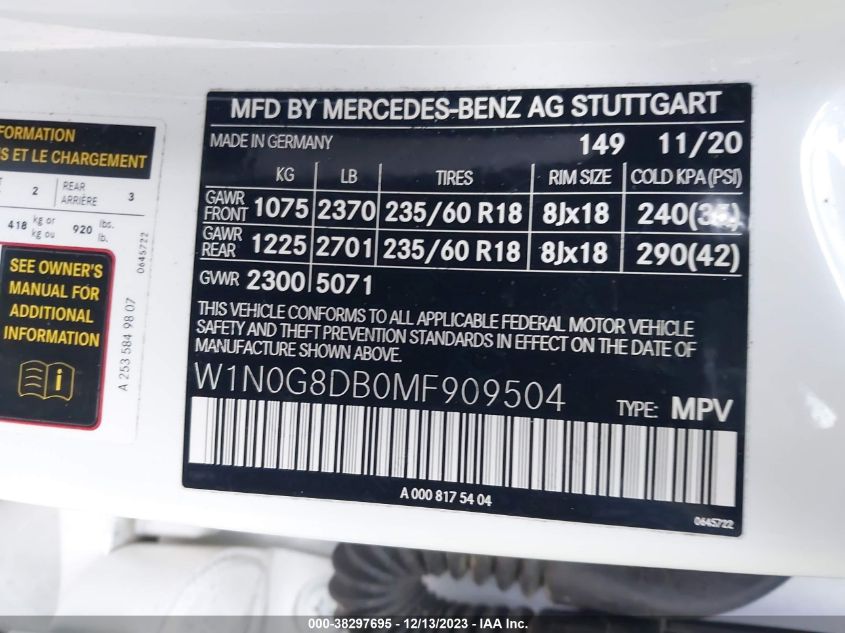 FORMATION
S ET LE CHARGEMENT
2 REAR ARRIÈRE 3
418 kg or kg ou 920 lbs. lb.
SEE OWNER'S
MANUAL FOR
ADDITIONAL
INFORMATION
A 253 584 98 07
0645722
MFD BY MERCEDES-BENZ AG STUTTGART
MADE IN GERMANY 149 11/20
KG LB TIRES RIM SIZE COLD KPA (PSI)
GAWR FRONT 1075 2370 235/60 R18 8Jx18 240(35)
GAWR REAR 1225 2701 235/60 R18 8Jx18 290(42)
GVWR 2300 5071
THIS VEHICLE CONFORMS TO ALL APPLICABLE FEDERAL MOTOR VEHICLE
SAFETY AND THEFT PREVENTION STANDARDS IN EFFECT ON THE DATE OF
MANUFACTURE SHOWN ABOVE.
W1N0G8DB0MF909504
TYPE: MPV
A 000 817 54 04
0645722
000-38297695 - 12/13/2023 - IAA Inc.